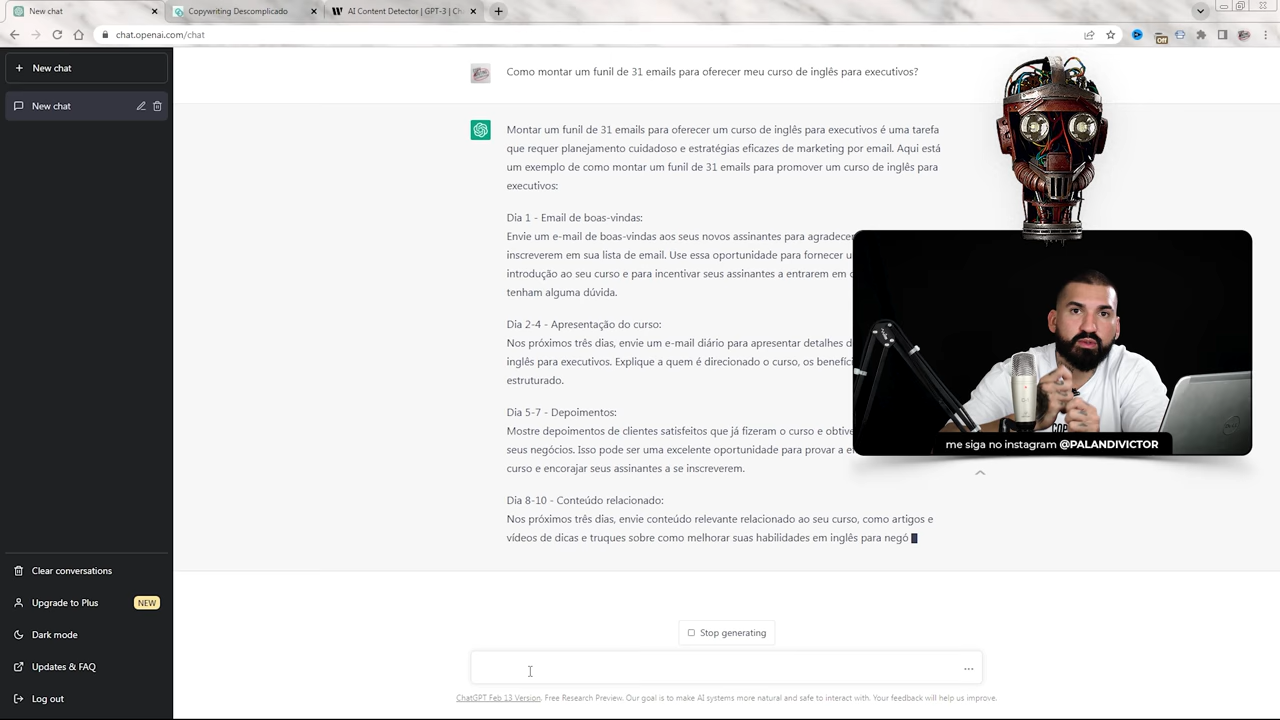 New chat
Copywriting Descomplicado
AI Content Detector | GPT-3 | Ch
chat.openai.com/chat
Off
New chat
New chat
Como montar um funil de 31 emails para oferecer meu curso de inglês para executivos?
Montar um funil de 31 emails para oferecer um curso de inglês para executivos é uma tarefa
que requer planejamento cuidadoso e estratégias eficazes de marketing por email. Aqui está
um exemplo de como montar um funil de 31 emails para promover um curso de inglês para
executivos:
Dia 1 - Email de boas-vindas:
Envie um e-mail de boas-vindas aos seus novos assinantes para agradecer
inscreverem em sua lista de email. Use essa oportunidade para fornecer
introdução ao seu curso e para incentivar seus assinantes a entrarem em
tenham alguma dúvida.
Dia 2-4 - Apresentação do curso:
Nos próximos três dias, envie um e-mail diário para apresentar detalhes
inglês para executivos. Explique a quem é direcionado o curso, os
estruturado.
Dia 5-7 - Depoimentos:
Mostre depoimentos de clientes satisfeitos que já fizeram o curso e
seus negócios. Isso pode ser uma excelente oportunidade para provar a
curso e encorajar seus assinantes a se inscreverem.
Dia 8-10 - Conteúdo relacionado:
Nos próximos três dias, envie conteúdo relevante relacionado ao seu curso, como artigos e
vídeos de dicas e truques sobre como melhorar suas habilidades em inglês para negó
me siga no instagram @PALANDIVICTOR
Clear conversations
Upgrade to Plus NEW
Dark mode
Updates & FAQ
Log out
Stop generating
ChatGPT Feb 13 Version. Free Research Preview. Our goal is to make AI systems more natural and safe to interact with. Your feedback will help us improve.